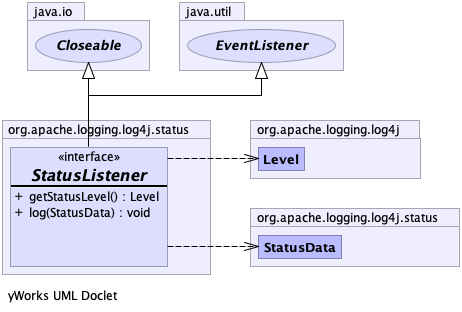 java.io
java.util
Closeable
EventListener
org.apache.logging.log4j.status
org.apache.logging.log4j
«interface»
StatusListener
Level
+ getStatusLevel() : Level
+ log(StatusData) : void
org.apache.logging.log4j.status
StatusData
yWorks UML Doclet